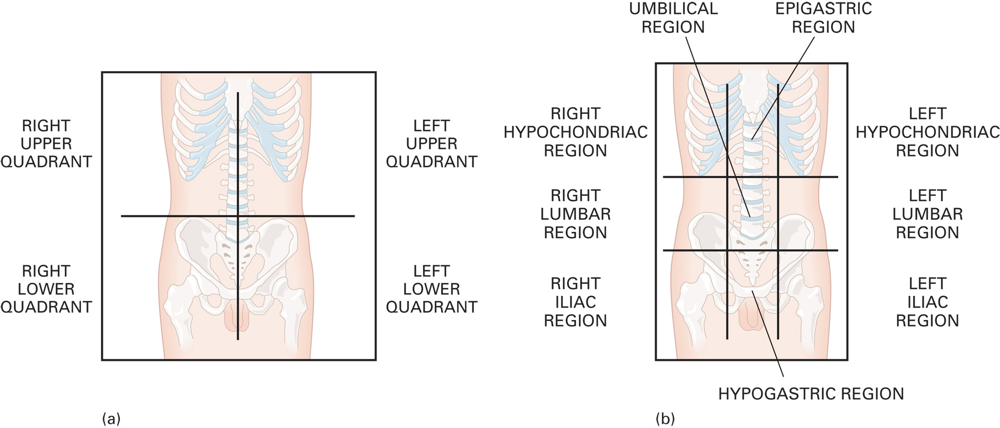 RIGHT
UPPER
QUADRANT
LEFT
UPPER
QUADRANT
RIGHT
LOWER
QUADRANT
LEFT
LOWER
QUADRANT
(a)
UMBILICAL
REGION
EPIGASTRIC
REGION
RIGHT
HYPOCHONDRIAC
REGION
LEFT
HYPOCHONDRIAC
REGION
RIGHT
LUMBAR
REGION
LEFT
LUMBAR
REGION
RIGHT
ILIAC
REGION
LEFT
ILIAC
REGION
HYPOGASTRIC REGION
(b)